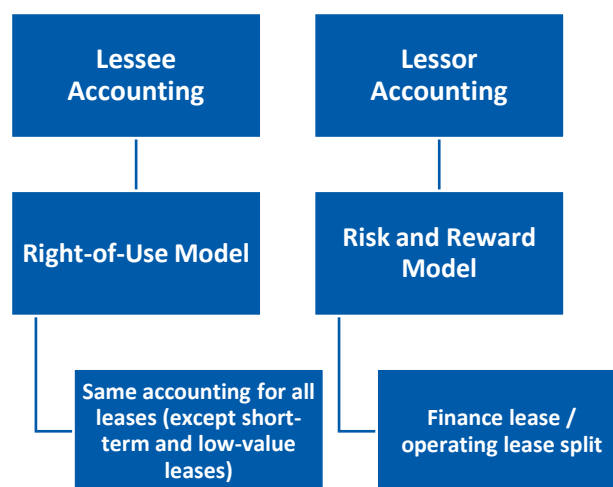 Lessee
Accounting
Lessor
Accounting
Right-of-Use Model
Risk and Reward
Model
Same accounting for all
leases (except short-
term and low-value
leases)
Finance lease /
operating lease split